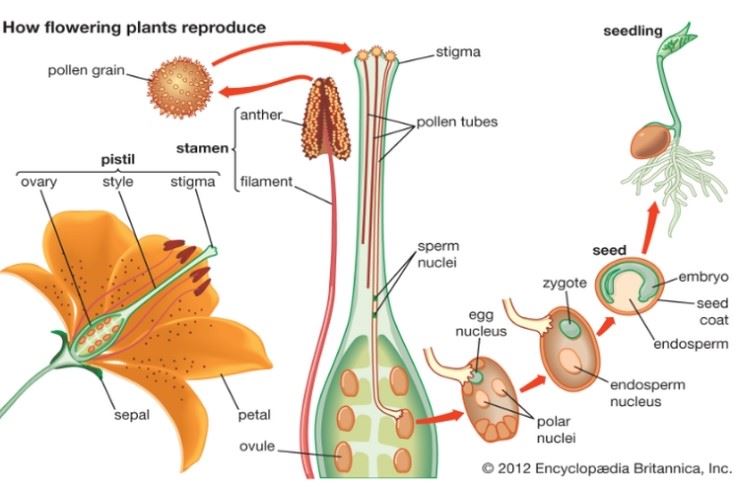 How flowering plants reproduce
pollen grain
stigma
anther
pollen tubes
stamen
filament
pistil
ovary style stigma
sperm
nuclei
sepal
petal
ovule
egg
nucleus
polar
nuclei
zygote
endosperm
nucleus
seed
embryo
seed
coat
endosperm
seedling
© 2012 Encyclopædia Britannica, Inc.